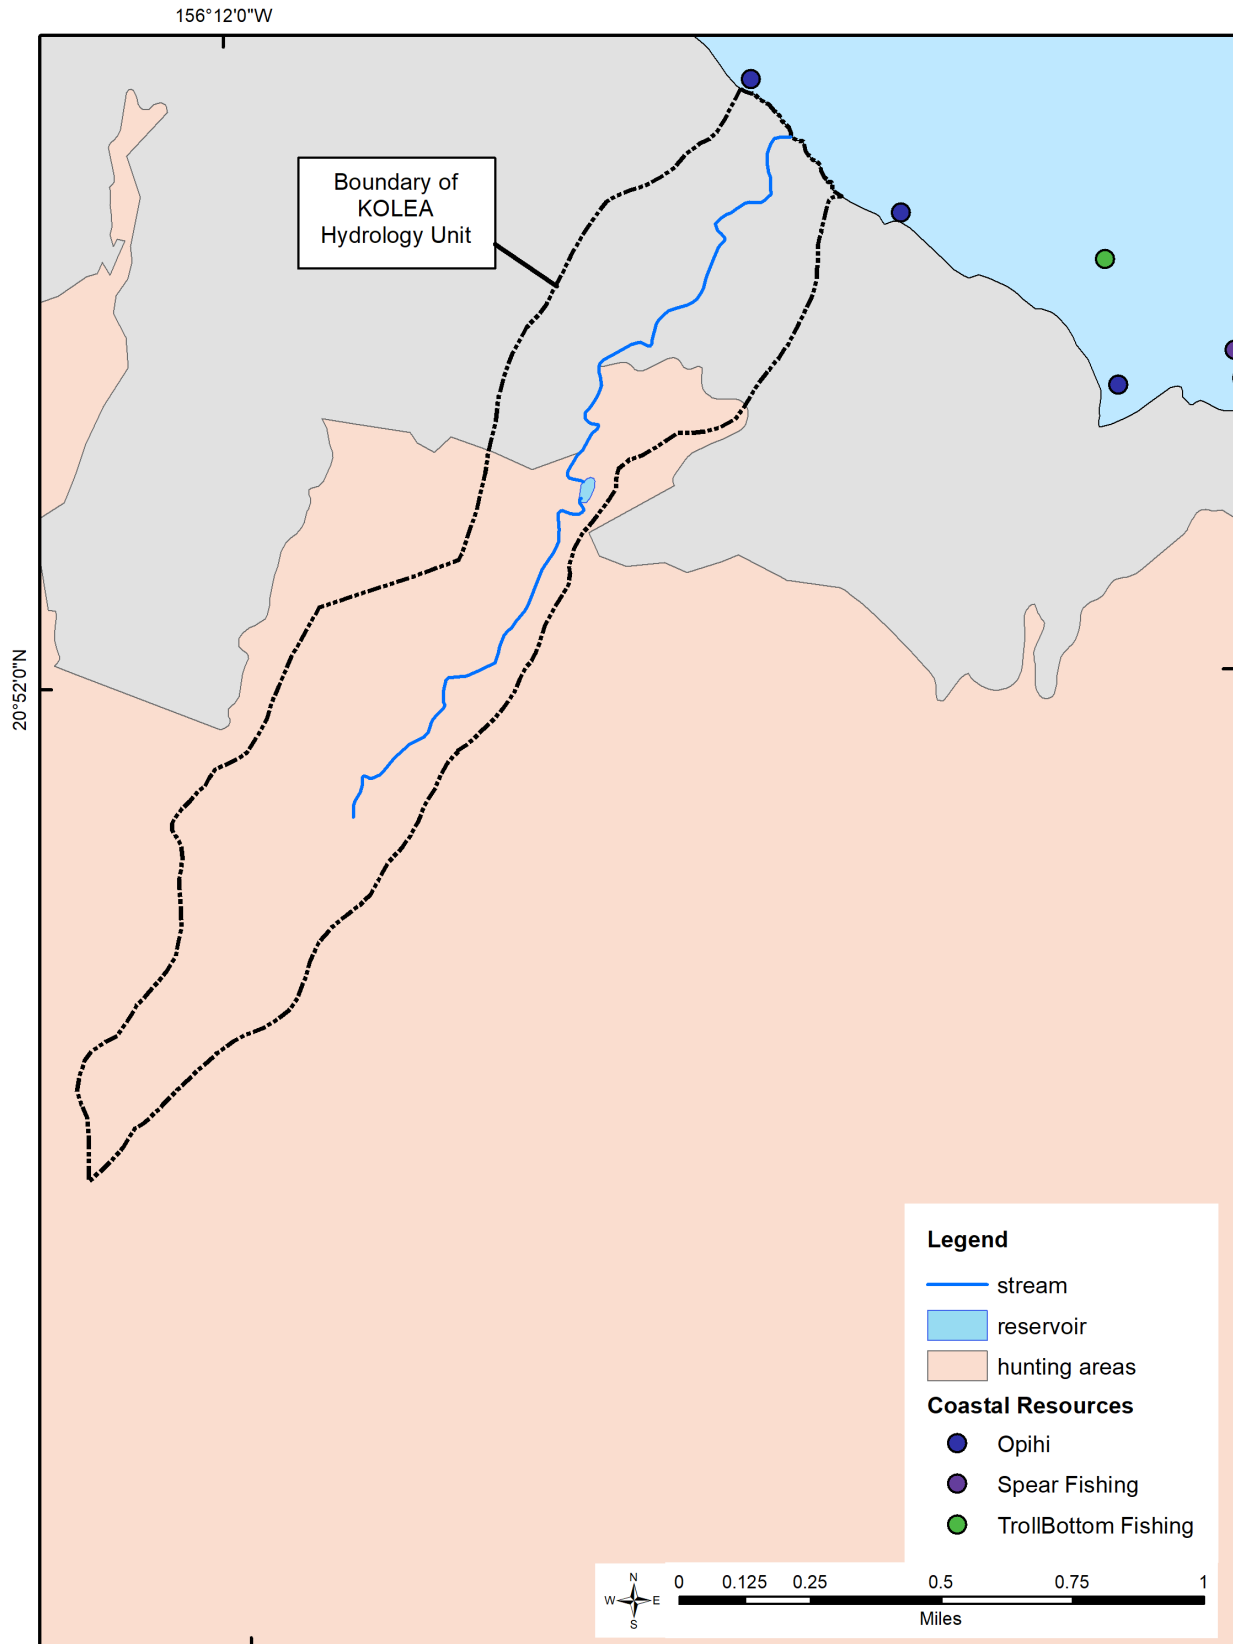 156°12'0"W
Boundary of
KOLEA
Hydrology Unit
20°52'0"N
Legend
stream
reservoir
hunting areas
Coastal Resources
Opihi
Spear Fishing
TrollBottom Fishing
N
W E
S
0 0.125 0.25 0.5 0.75 1
Miles